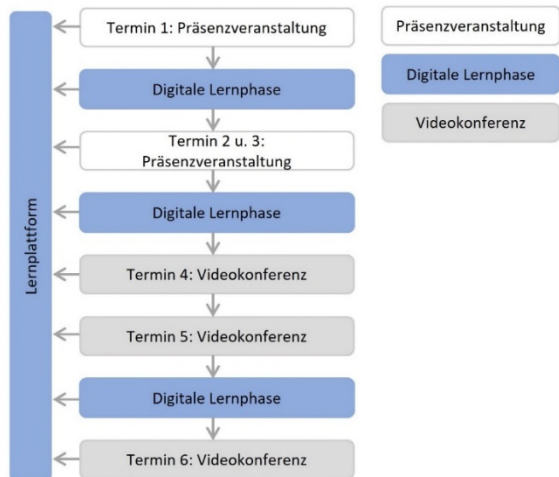 Lernplattform
Termin 1: Präsenzveranstaltung
Digitale Lernphase
Termin 2 u. 3:
Präsenzveranstaltung
Digitale Lernphase
Termin 4: Videokonferenz
Termin 5: Videokonferenz
Digitale Lernphase
Termin 6: Videokonferenz
Präsenzveranstaltung
Digitale Lernphase
Videokonferenz